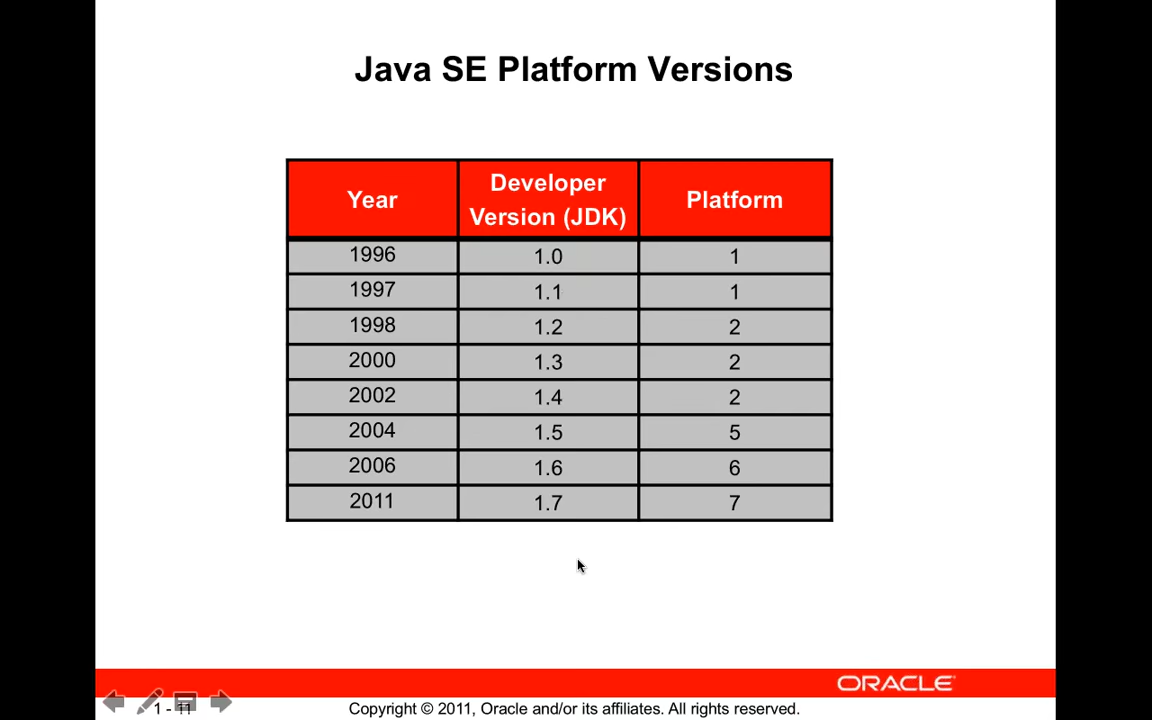 Java SE Platform Versions
Year Developer Version (JDK) Platform
1996 1.0 1
1997 1.1 1
1998 1.2 2
2000 1.3 2
2002 1.4 2
2004 1.5 5
2006 1.6 6
2011 1.7 7
ORACLE
1 - 11
Copyright © 2011, Oracle and/or its affiliates. All rights reserved.